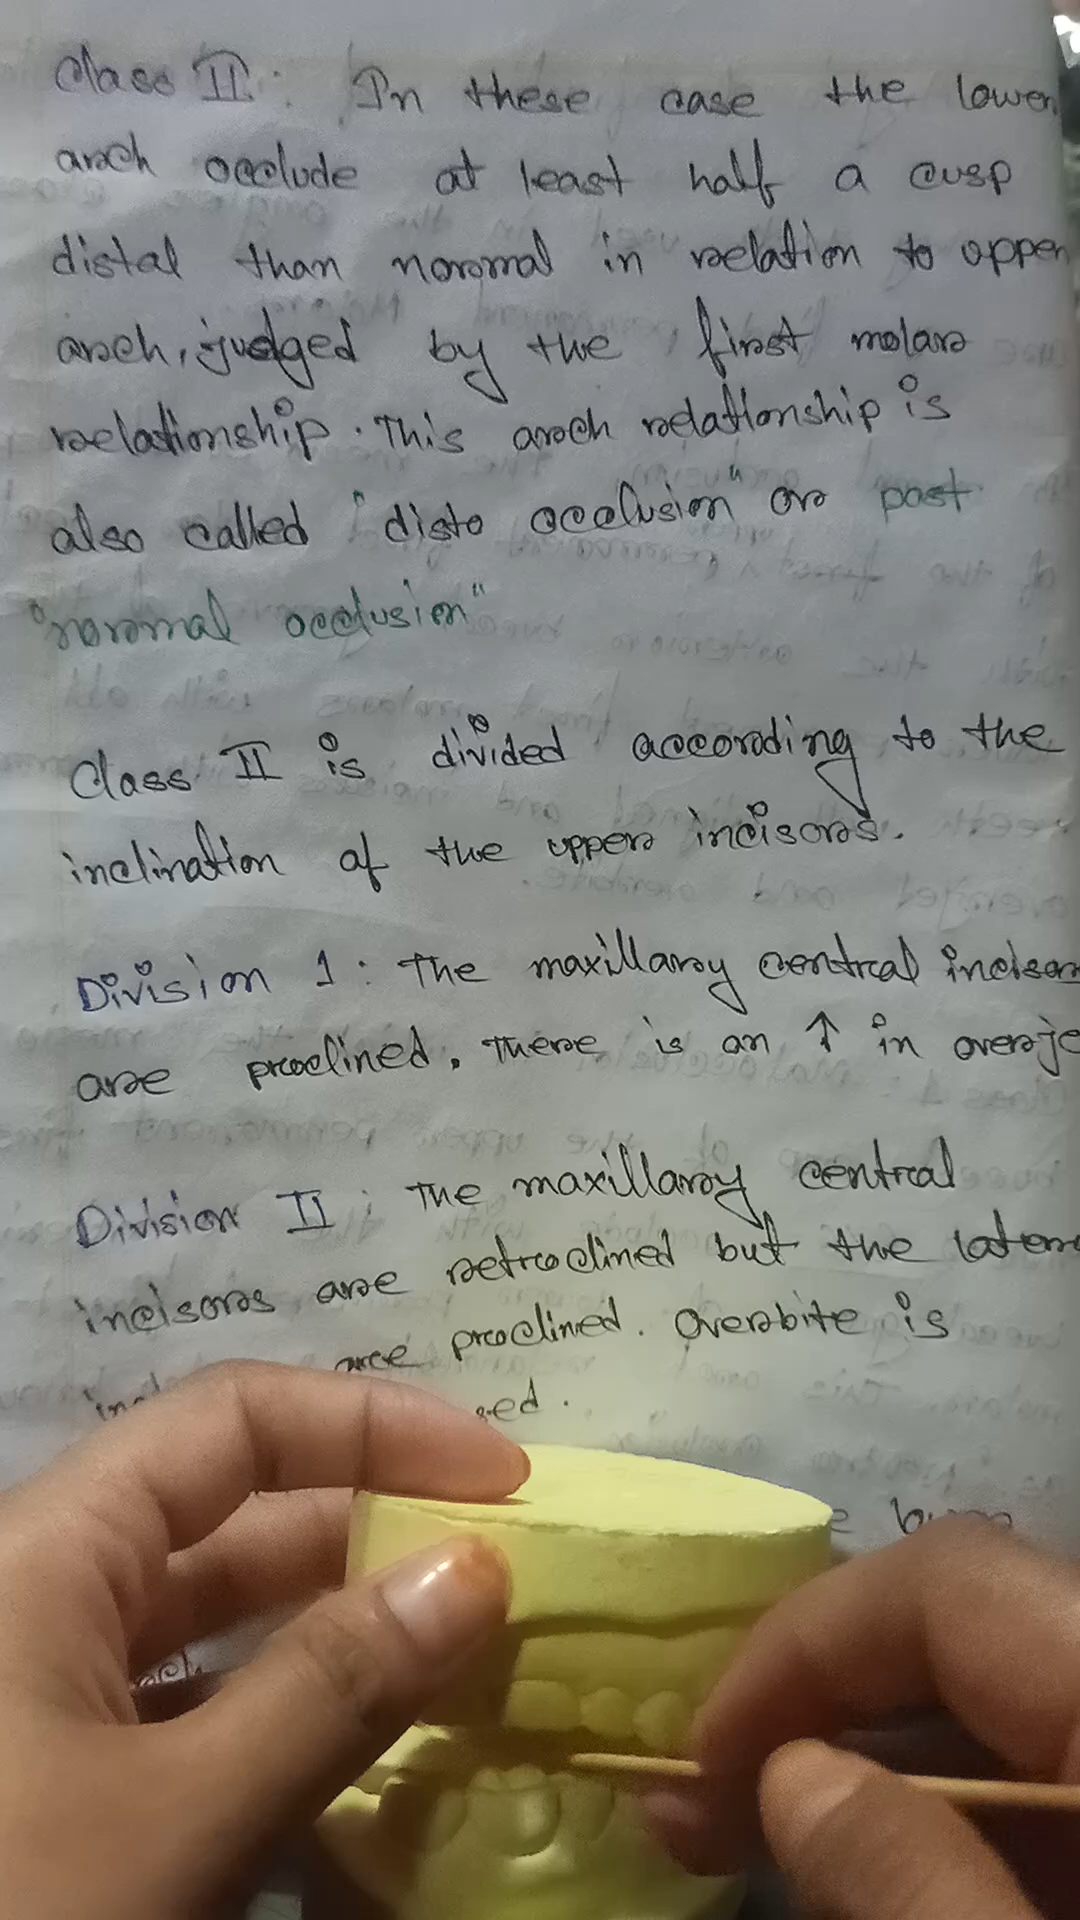 Class II: In these case the lower
arch occlude at least half a cusp
distal than normal in relation to upper
arch, judged by the first molar
relationship. This arch relationship is
also called "disto occlusion" or post
"normal occlusion"
Class II is divided according to the
inclination of the upper incisors.
Division 1: The maxillary central incisor
are proclined. There is an ↑ in overje
Division II: The maxillary central
incisors are retroclined but the later
are proclined. Overbite is